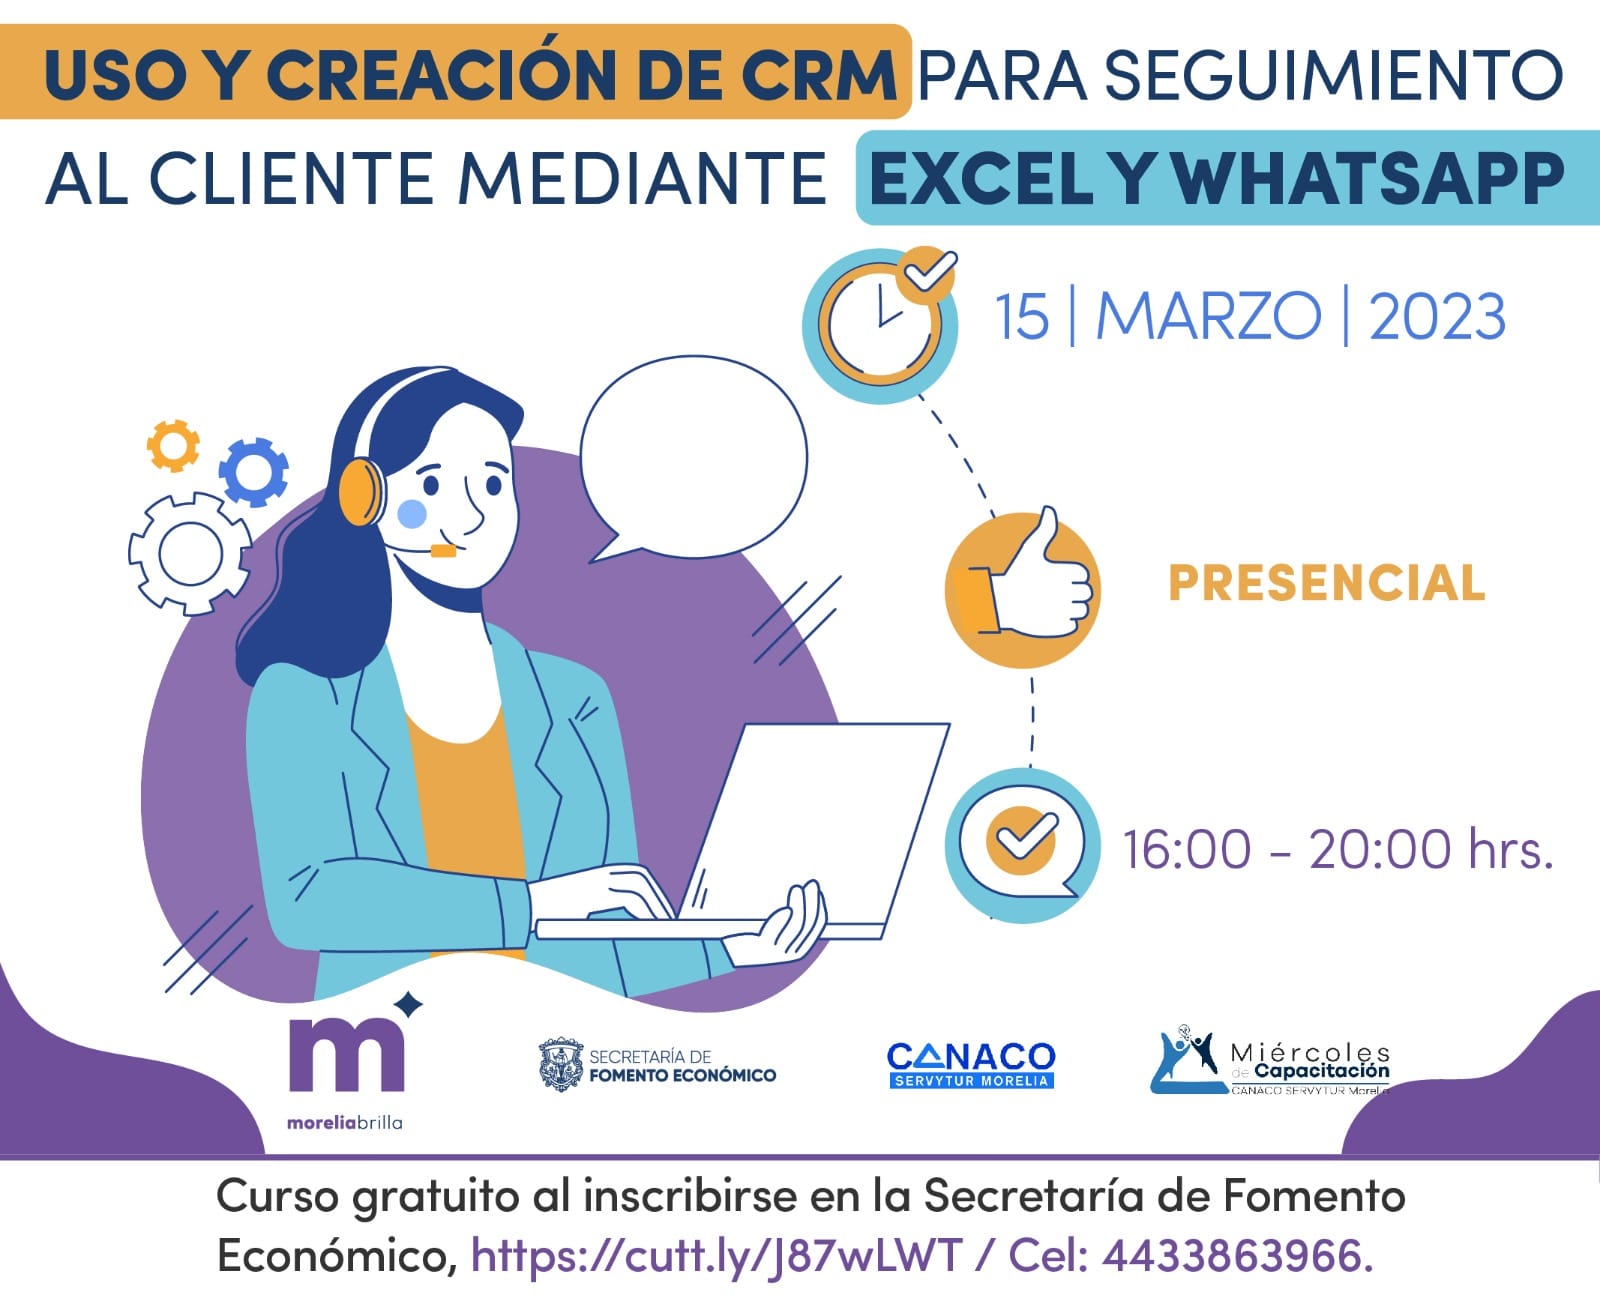 USO Y CREACIÓN DE CRM PARA SEGUIMIENTO
AL CLIENTE MEDIANTE EXCEL Y WHATSAPP
15 | MARZO | 2023
PRESENCIAL
16:00 - 20:00 hrs.
m
moreliabrilla
SECRETARÍA DE
FOMENTO ECONÓMICO
CANACO
SERVYTUR MORELIA
Miércoles
de Capacitación
CANACO SERVYTUR Morelia
Curso gratuito al inscribirse en la Secretaría de Fomento
Económico, https://cutt.ly/J87wLWT / Cel: 4433863966.